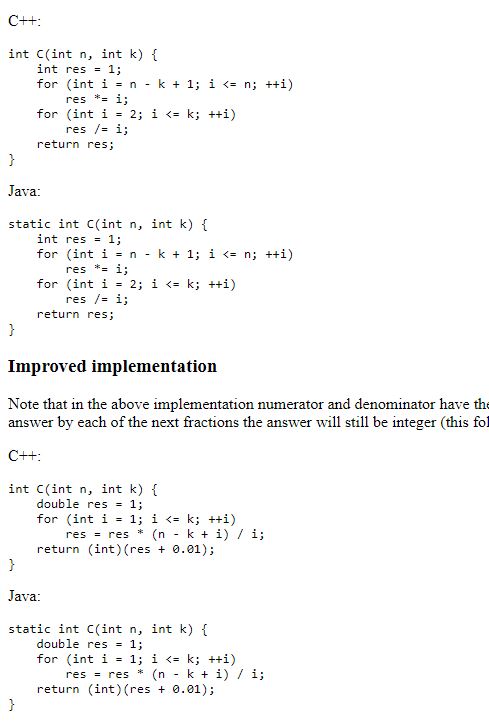 C++:
int C(int n, int k) {
    int res = 1;
    for (int i = n - k + 1; i <= n; ++i)
        res *= i;
    for (int i = 2; i <= k; ++i)
        res /= i;
    return res;
}
Java:
static int C(int n, int k) {
    int res = 1;
    for (int i = n - k + 1; i <= n; ++i)
        res *= i;
    for (int i = 2; i <= k; ++i)
        res /= i;
    return res;
}
Improved implementation
Note that in the above implementation numerator and denominator have the
answer by each of the next fractions the answer will still be integer (this fol
C++:
int C(int n, int k) {
    double res = 1;
    for (int i = 1; i <= k; ++i)
        res = res * (n - k + i) / i;
    return (int)(res + 0.01);
}
Java:
static int C(int n, int k) {
    double res = 1;
    for (int i = 1; i <= k; ++i)
        res = res * (n - k + i) / i;
    return (int)(res + 0.01);
}